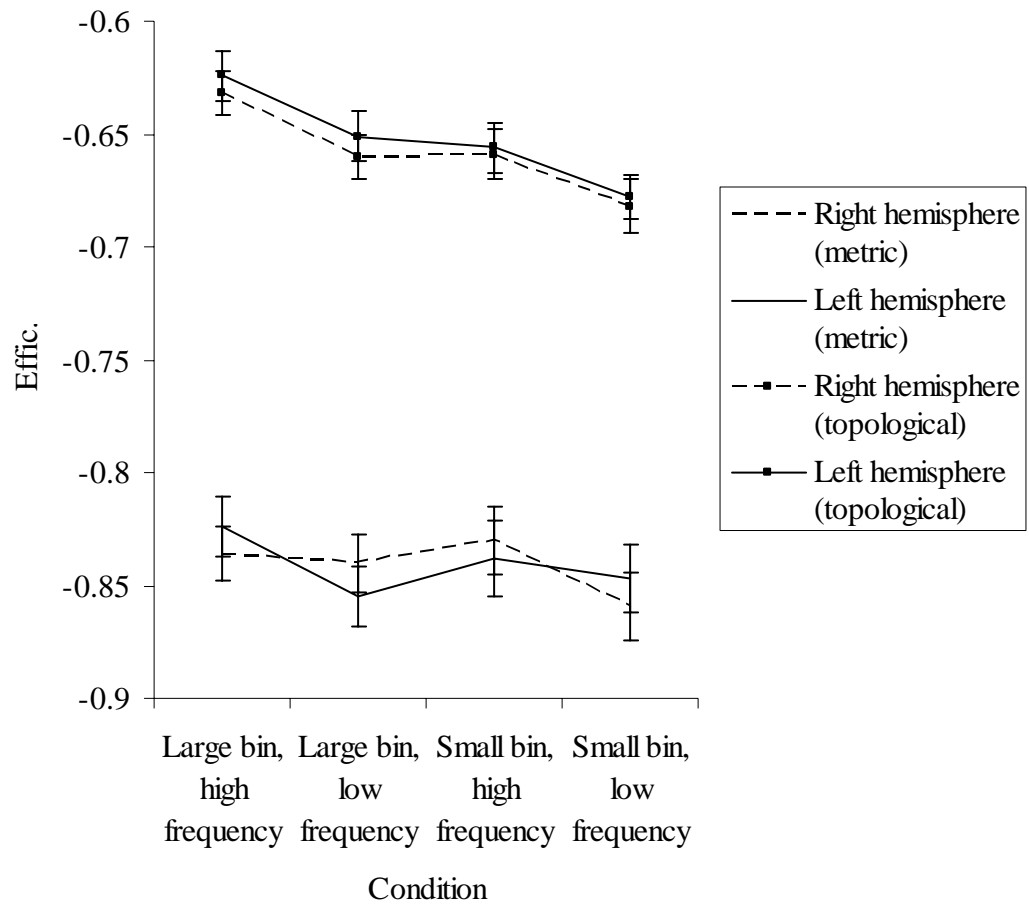 -0.6
-0.65
-0.7
-0.75
-0.8
-0.85
-0.9
Effic.
Large bin,
high
frequency
Large bin,
low
frequency
Small bin,
high
frequency
Small bin,
low
frequency
Condition
Right hemisphere
(metric)
Left hemisphere
(metric)
Right hemisphere
(topological)
Left hemisphere
(topological)